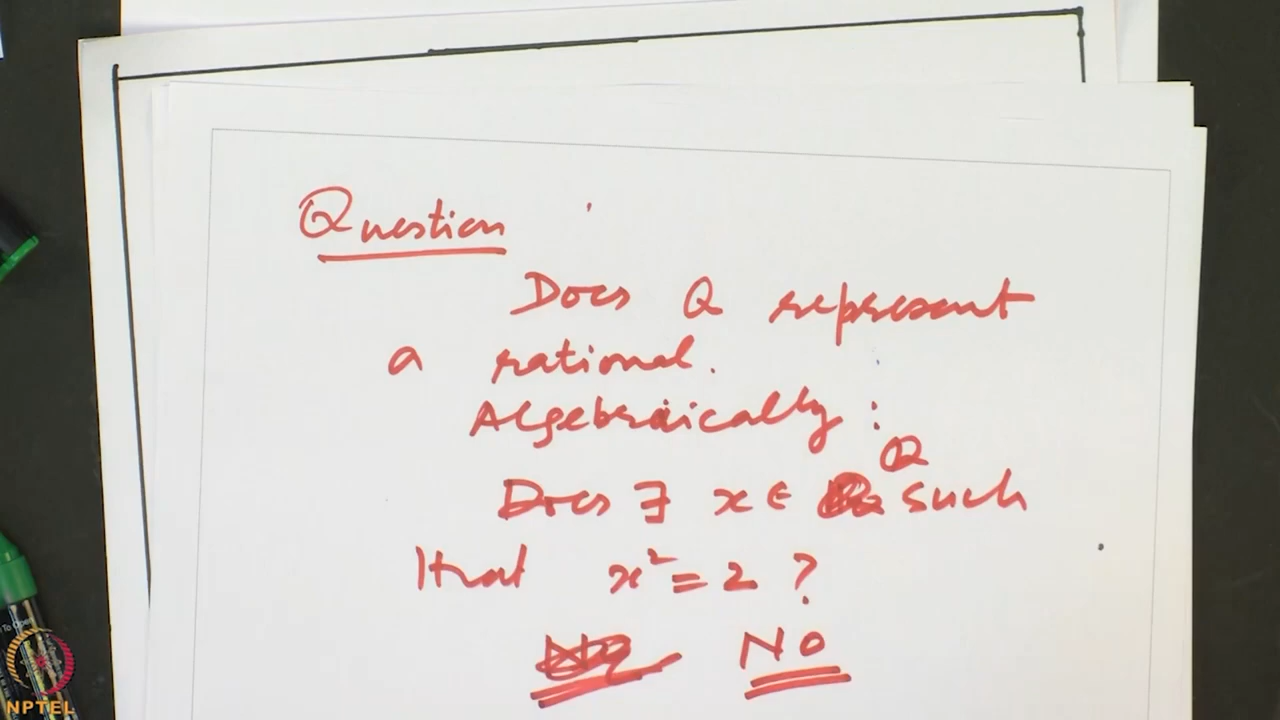 Question
Does Q represent
a rational.
Algebraically :
Does ∃ x ∈ Q such
that x² = 2 ?
NO
NPTEL